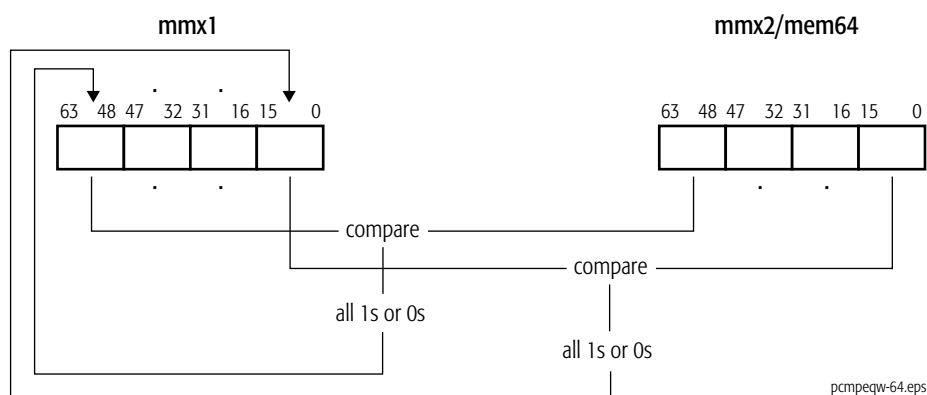 mmx1
mmx2/mem64
. .
63 48 47 32 31 16 15 0
63 48 47 32 31 16 15 0
. .
. .
compare
compare
all 1s or 0s
all 1s or 0s
pcmpeqw-64.eps